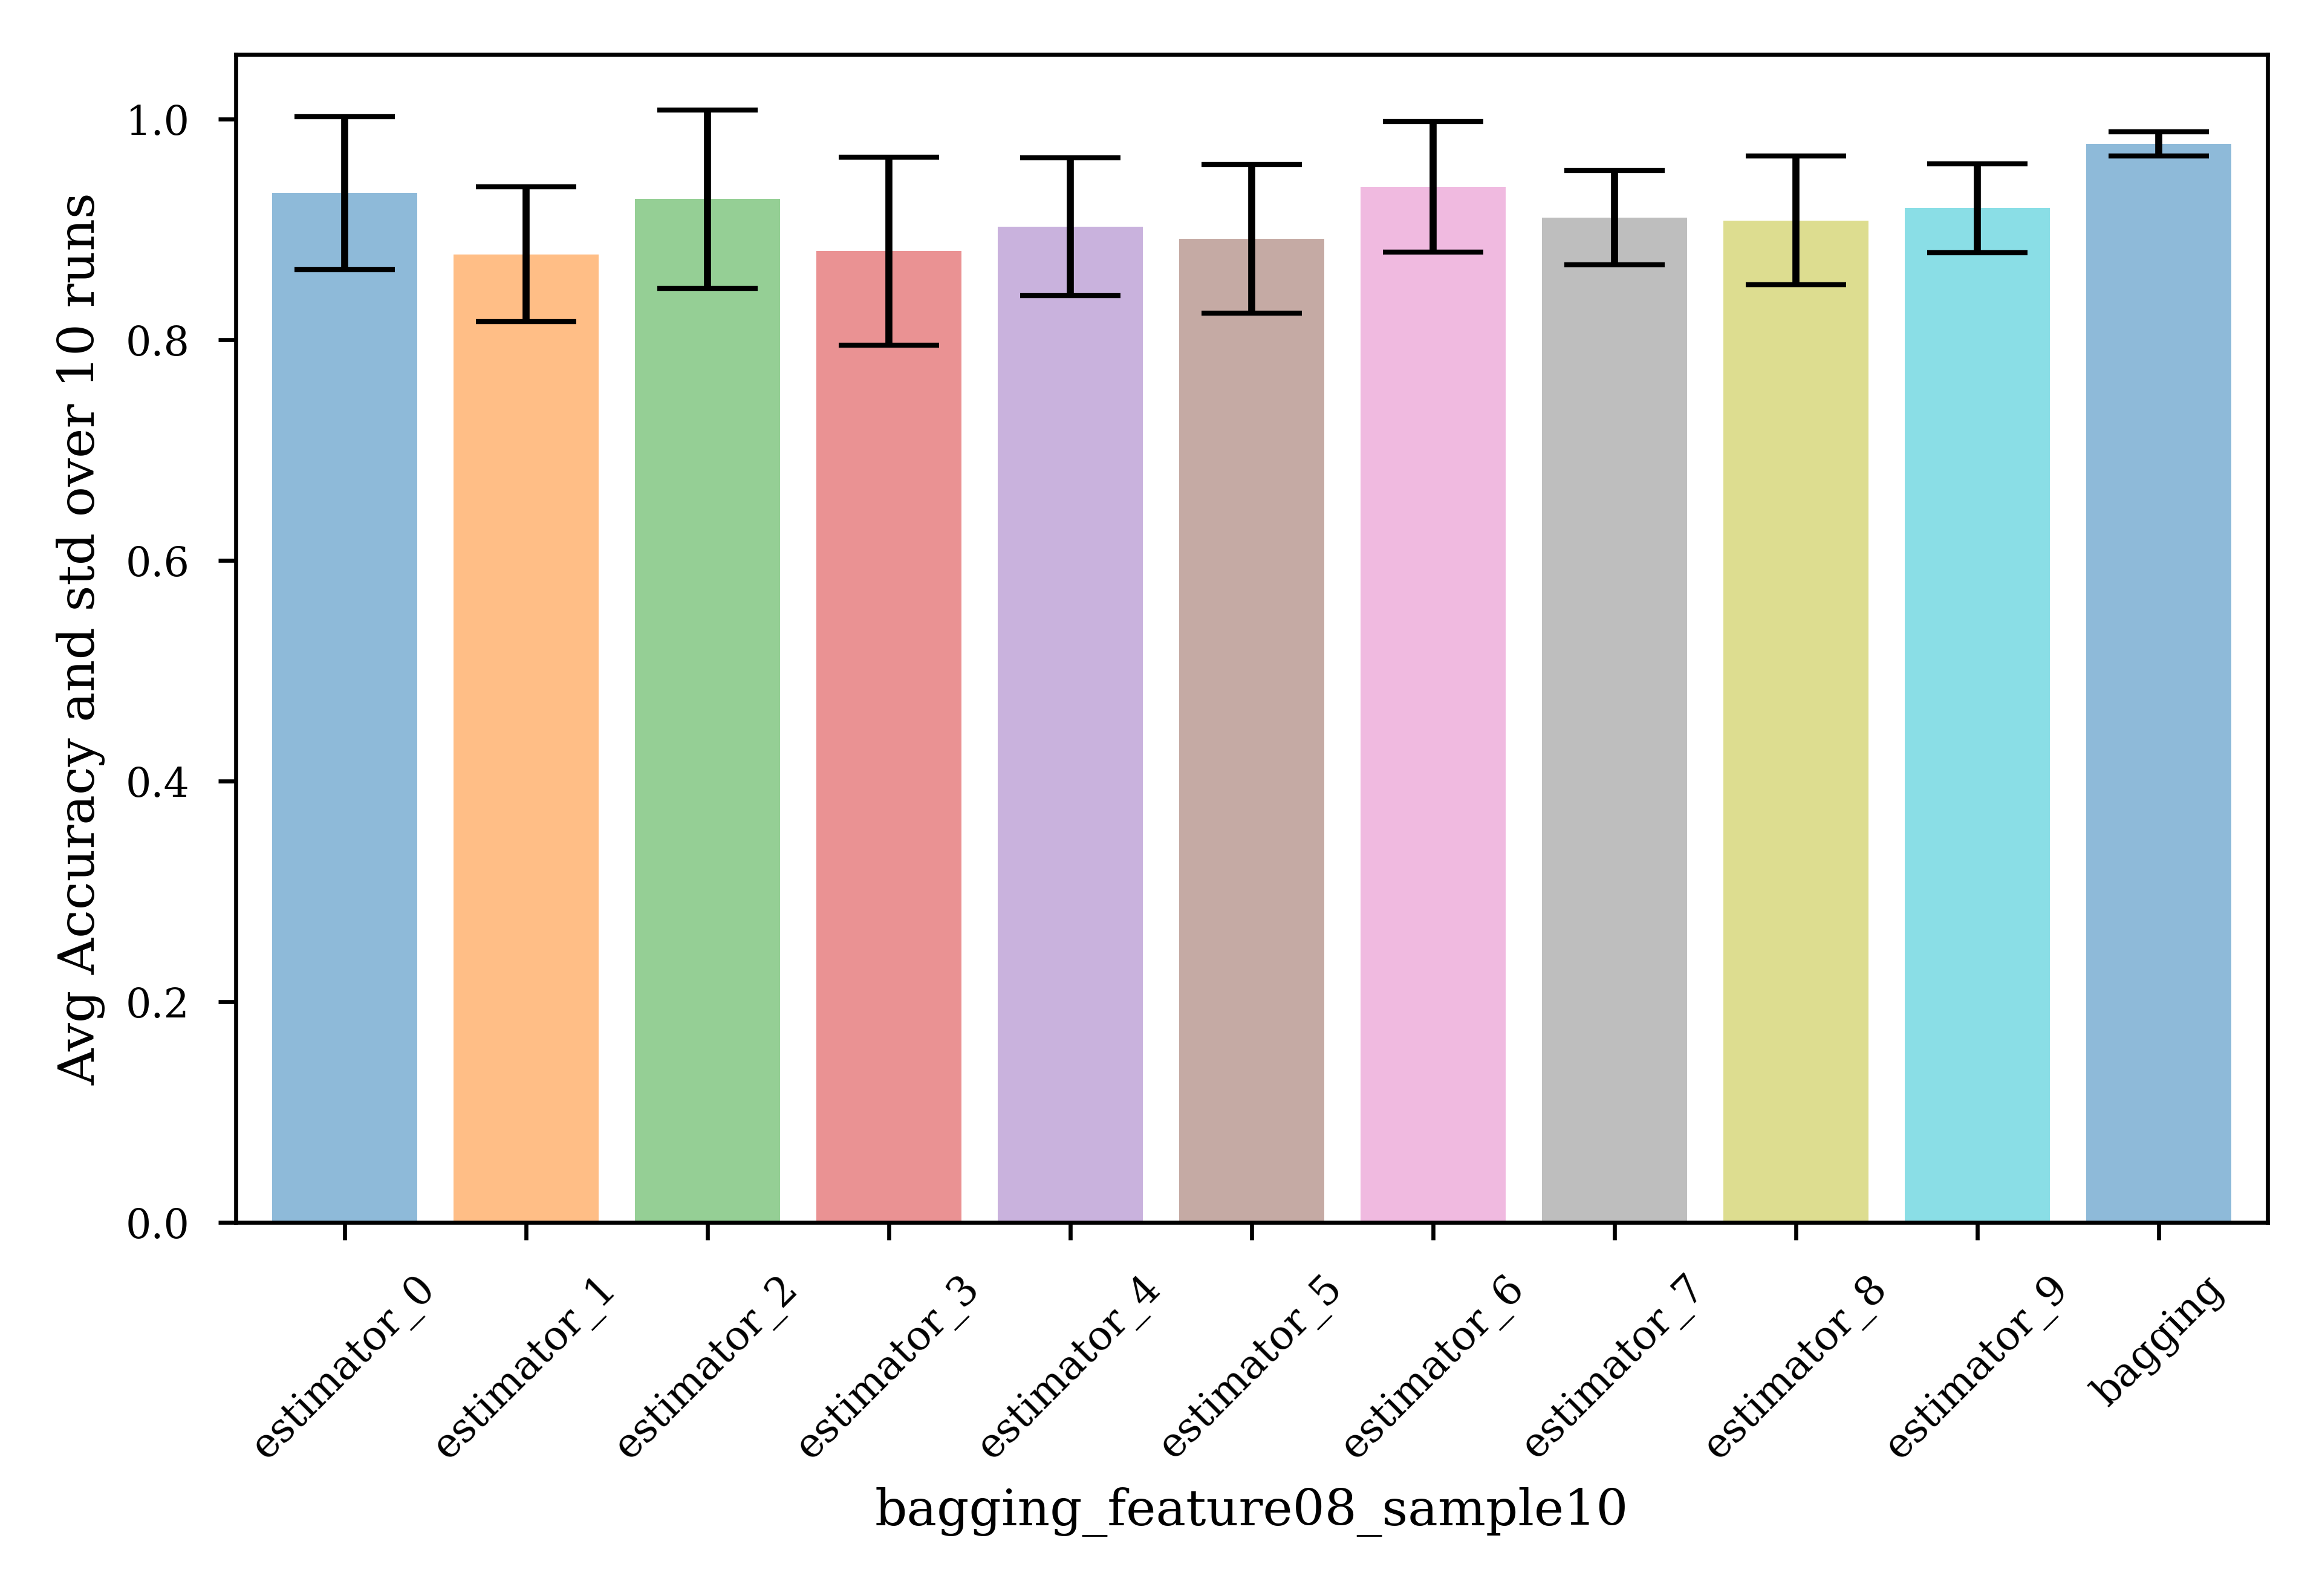 Avg Accuracy and std over 10 runs
1.0
0.8
0.6
0.4
0.2
0.0
estimator_0
estimator_1
estimator_2
estimator_3
estimator_4
estimator_5
estimator_6
estimator_7
estimator_8
estimator_9
bagging
bagging_feature08_sample10